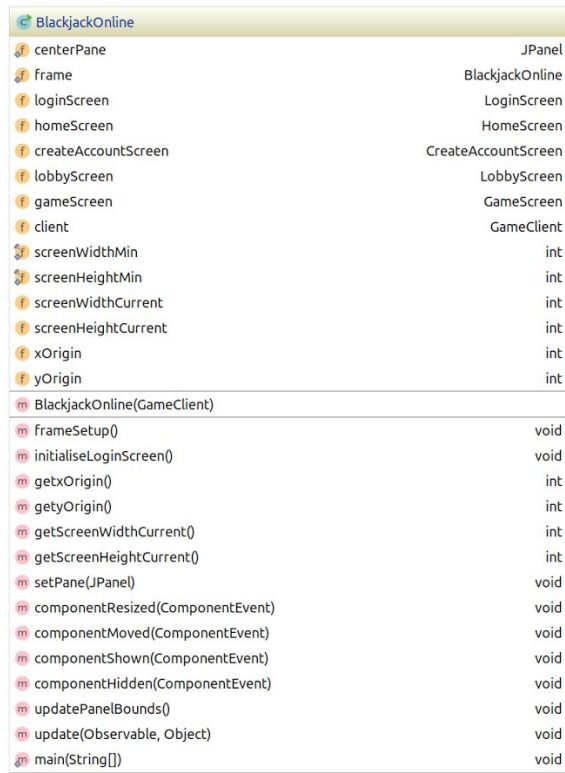 BlackjackOnline
centerPane JPanel
frame BlackjackOnline
loginScreen LoginScreen
homeScreen HomeScreen
createAccountScreen CreateAccountScreen
lobbyScreen LobbyScreen
gameScreen GameScreen
client GameClient
screenWidthMin int
screenHeightMin int
screenWidthCurrent int
screenHeightCurrent int
xOrigin int
yOrigin int
BlackjackOnline(GameClient)
frameSetup() void
initialiseLoginScreen() void
getxOrigin() int
getyOrigin() int
getScreenWidthCurrent() int
getScreenHeightCurrent() int
setPane(JPanel) void
componentResized(ComponentEvent) void
componentMoved(ComponentEvent) void
componentShown(ComponentEvent) void
componentHidden(ComponentEvent) void
updatePanelBounds() void
update(Observable, Object) void
main(String[]) void